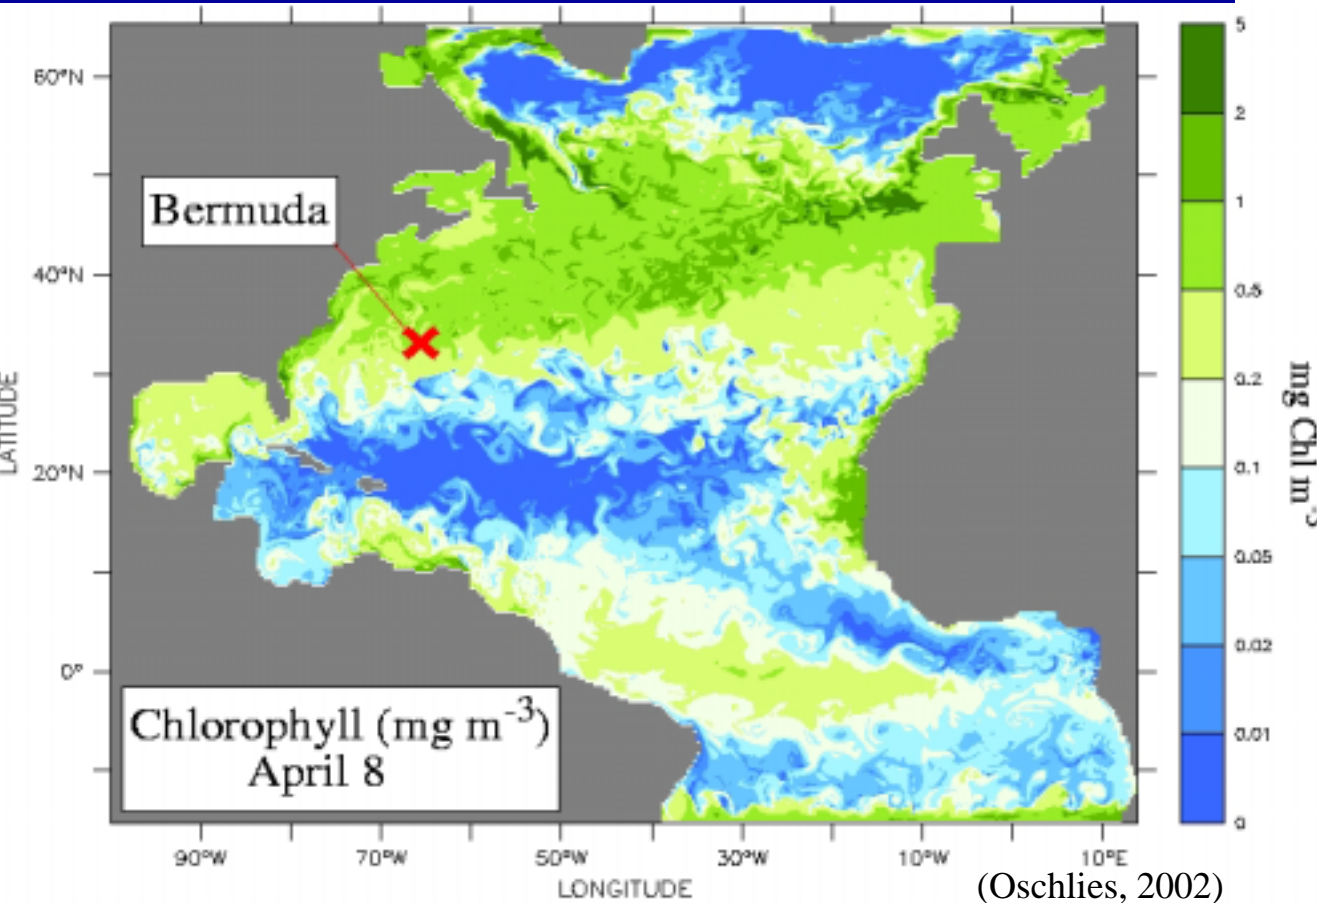 Bermuda
60°N
40°N
20°N
0°
LATITUDE
Chlorophyll (mg m-3)
April 8
90°W 70°W 50°W 30°W 10°W 10°E
LONGITUDE
5
2
1
0.5
0.2
0.1
0.05
0.02
0.01
0
mg Chl m-3
(Oschlies, 2002)